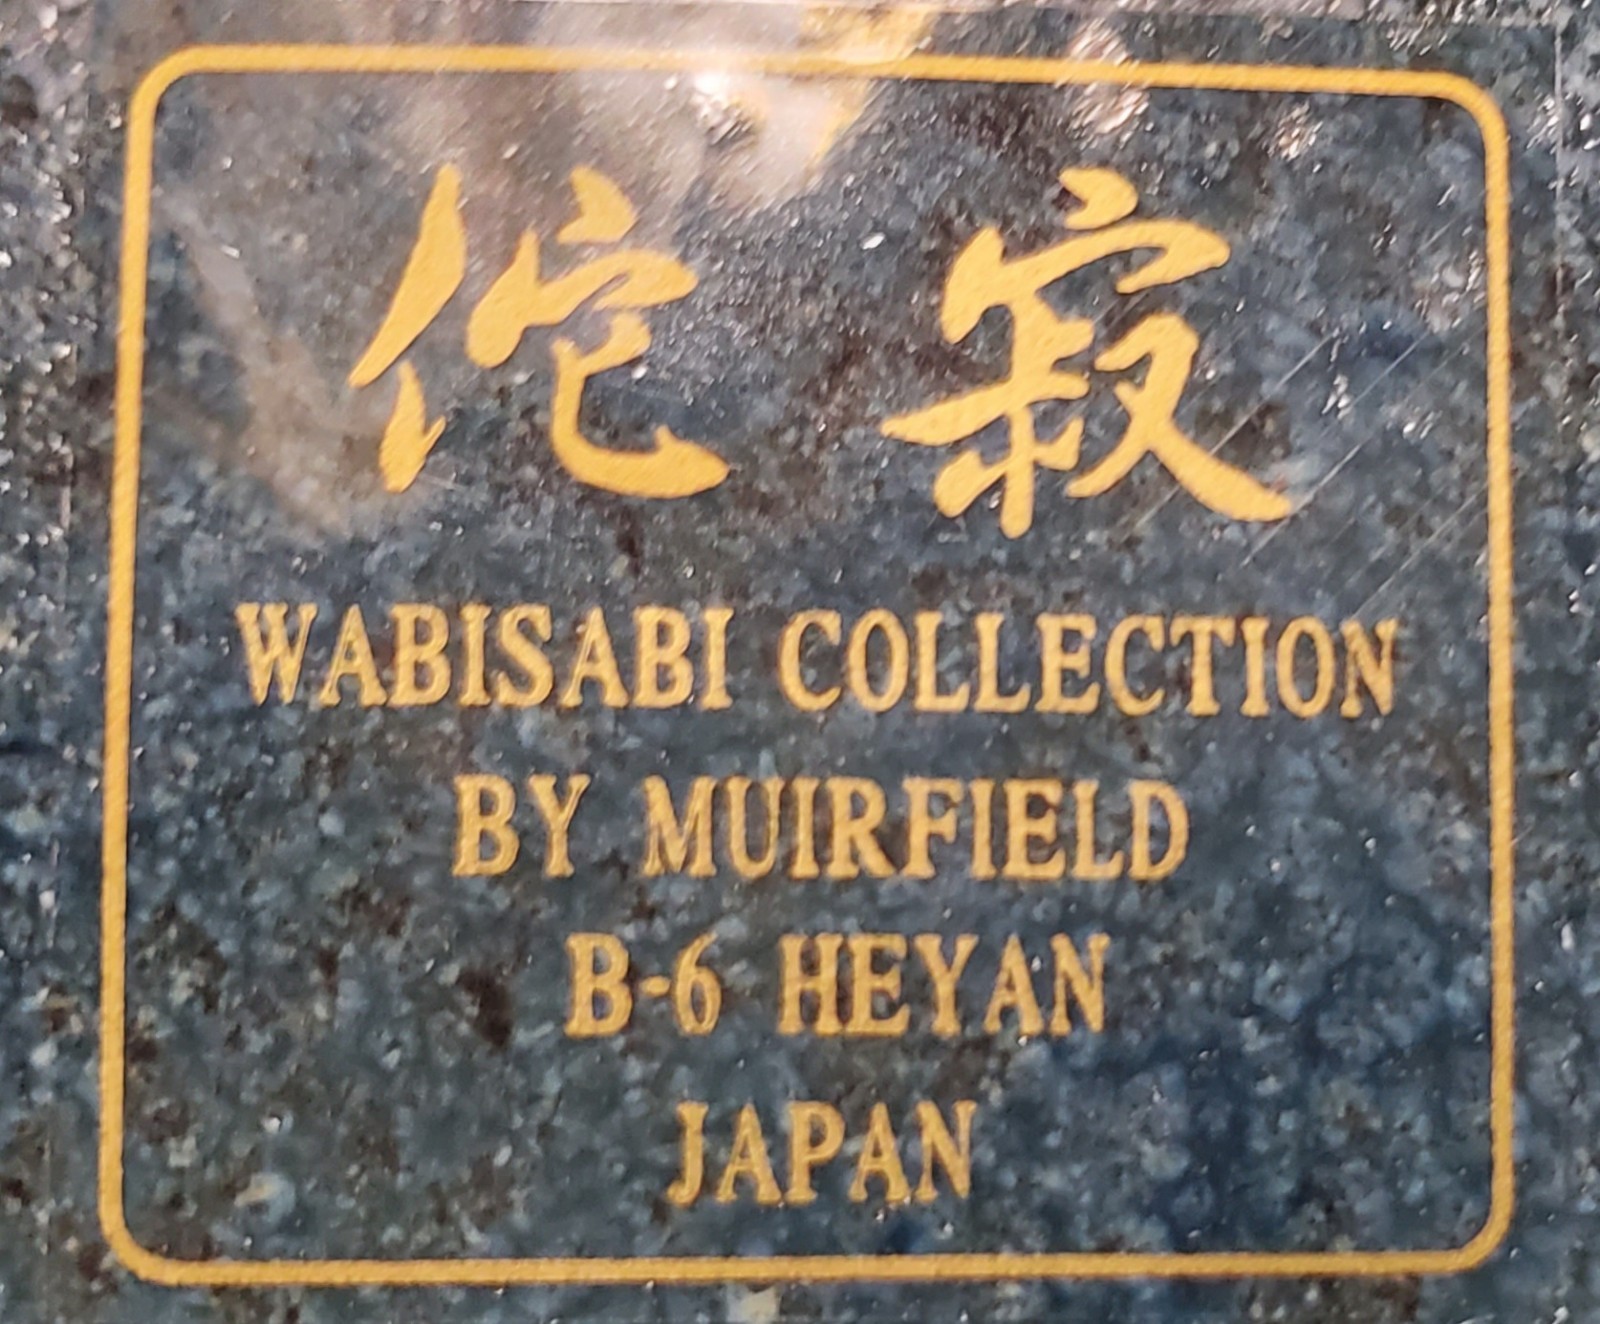 侘寂
WABISABI COLLECTION
BY MUIRFIELD
B-6 HEYAN
JAPAN